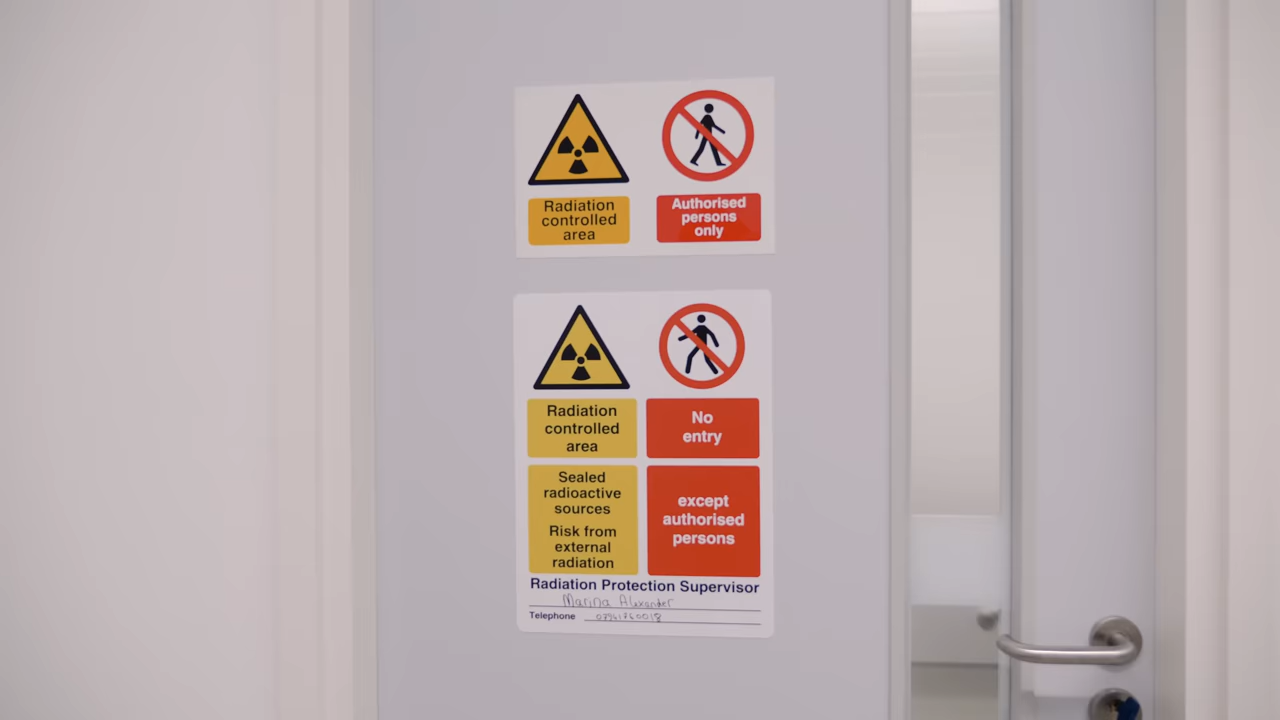 Radiation
controlled
area
Authorised
persons
only
Radiation
controlled
area
No
entry
Sealed
radioactive
sources
Risk from
external
radiation
except
authorised
persons
Radiation Protection Supervisor
Marina Alexander
Telephone